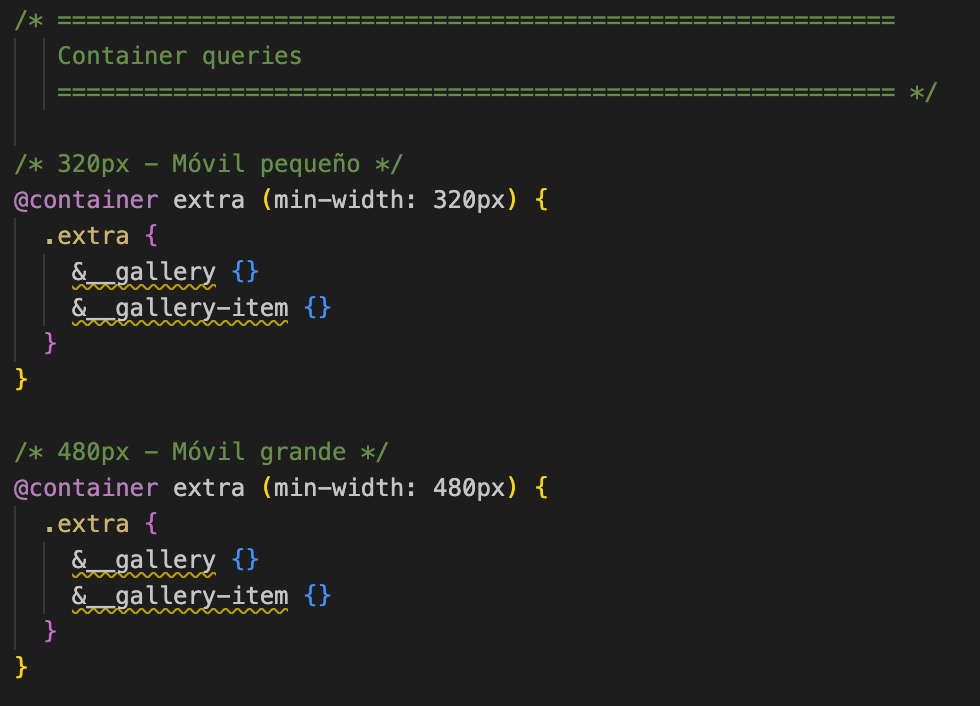 /* ==========================================================
Container queries
========================================================== */
/* 320px - Móvil pequeño */
@container extra (min-width: 320px) {
.extra {
&__gallery {}
&__gallery-item {}
}
}
/* 480px - Móvil grande */
@container extra (min-width: 480px) {
.extra {
&__gallery {}
&__gallery-item {}
}
}